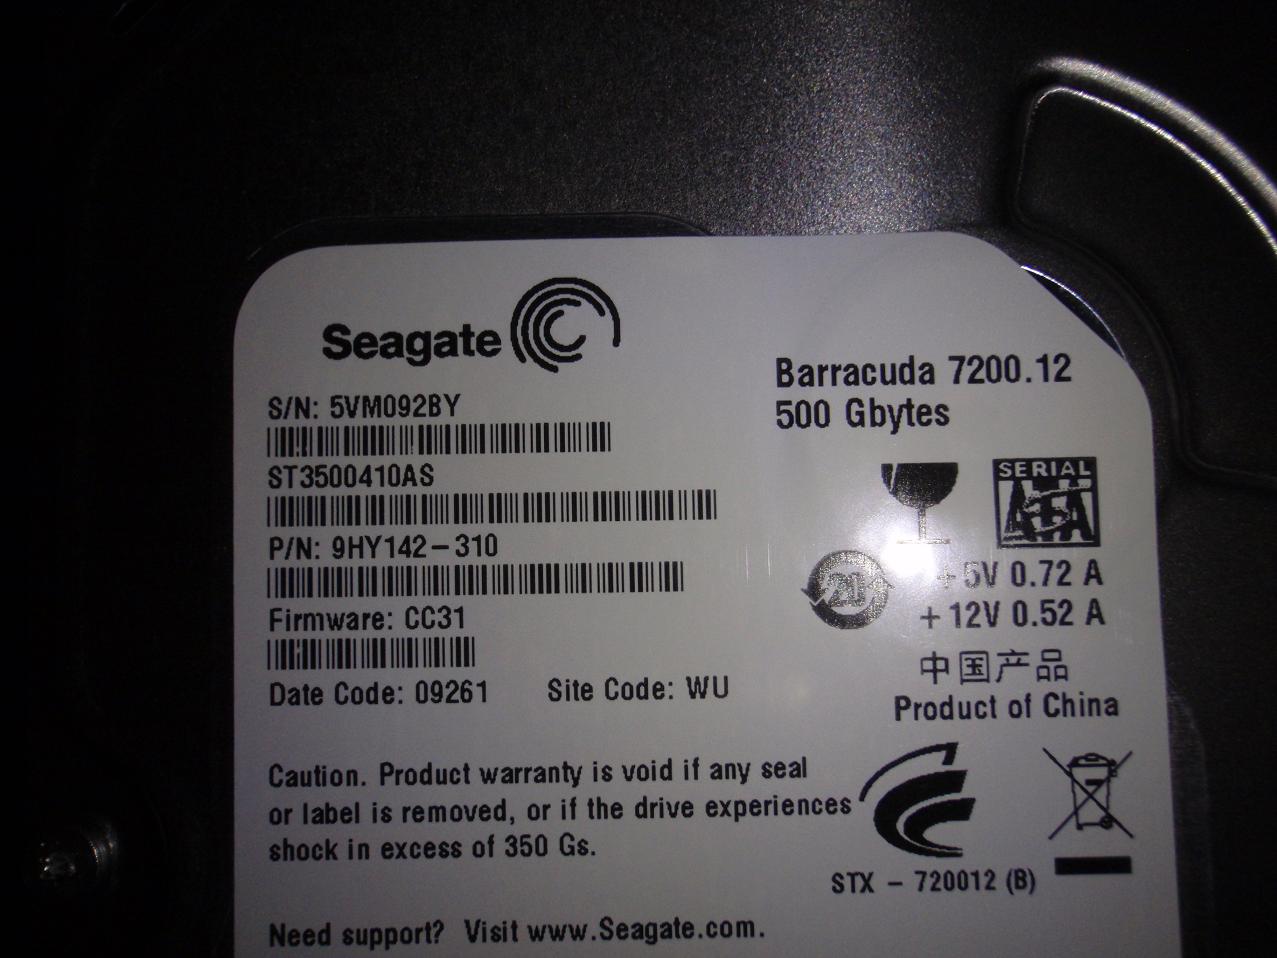 Seagate
Barracuda 7200.12
500 Gbytes
S/N: 5VM092BY
ST3500410AS
P/N: 9HY142-310
Firmware: CC31
Date Code: 09261 Site Code: WU
SERIAL
ATA
20
+5V 0.72 A
+12V 0.52 A
中国产品
Product of China
Caution. Product warranty is void if any seal
or label is removed, or if the drive experiences
shock in excess of 350 Gs.
STX - 720012 (B)
Need support? Visit www.Seagate.com.